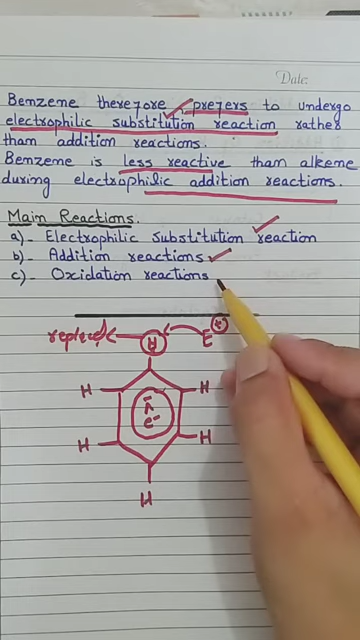 Date:
Benzene therefore prefers to undergo
electrophilic substitution reaction rather
than addition reactions.
Benzene is less reactive than alkene
during electrophilic addition reactions.
Main Reactions.
a)- Electrophilic substitution reaction
b)- Addition reactions
c)- Oxidation reactions
replace H E (+)
H H
π
e-
H H
H